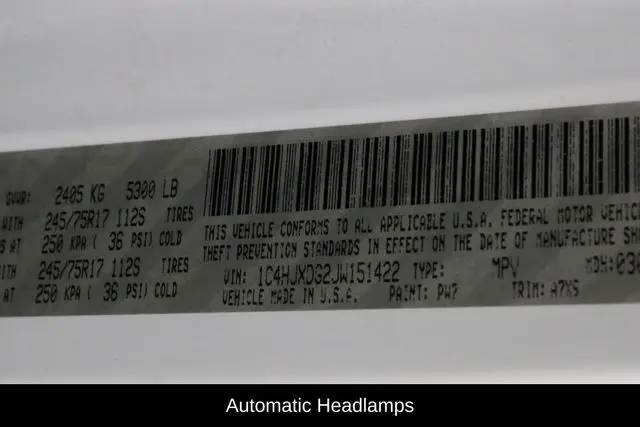 GVWR: 2405 KG 5300 LB
WITH 245/75R17 112S TIRES
AT 250 KPA ( 36 PSI) COLD
WITH 245/75R17 112S TIRES
AT 250 KPA ( 36 PSI) COLD
THIS VEHICLE CONFORMS TO ALL APPLICABLE U.S.A. FEDERAL MOTOR VEHIC
THEFT PREVENTION STANDARDS IN EFFECT ON THE DATE OF MANUFACTURE SH
VIN: 1C4HJXDG2JW151422 TYPE: MPV MDH:030
VEHICLE MADE IN U.S.A. PAINT: PW7 TRIM: A7X5
Automatic Headlamps